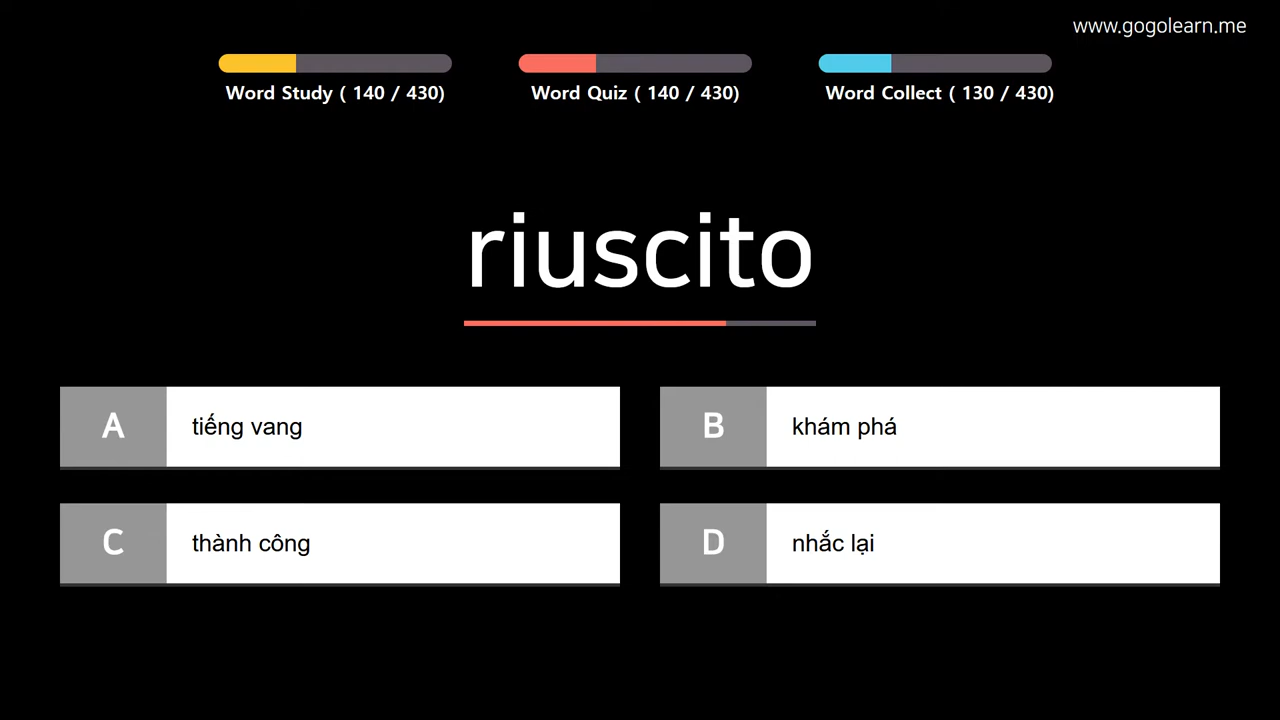 www.gogolearn.me
Word Study ( 140 / 430)
Word Quiz ( 140 / 430)
Word Collect ( 130 / 430)
riuscito
A
tiếng vang
B
khám phá
C
thành công
D
nhắc lại